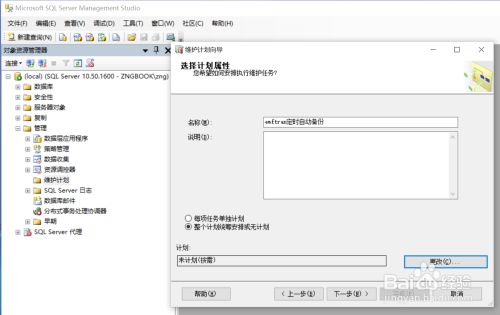 Microsoft SQL Server Management Studio
文件(F) 编辑(E) 查看(V) 调试(D) 工具(T) 窗口(W) 社区(C) 帮助(H)
新建查询(N)
对象资源管理器
连接
(local) (SQL Server 10.50.1600 - ZNGBOOK\zng)
数据库
安全性
服务器对象
复制
管理
数据层应用程序
策略管理
数据收集
资源调控器
维护计划
SQL Server 日志
数据库邮件
分布式事务处理协调器
早期
SQL Server 代理
维护计划向导
选择计划属性
您希望如何安排执行维护任务?
名称(M):
定时自动备份
说明(D):
每项任务单独计划
整个计划统筹安排或无计划
计划:
未计划(按需)
更改(C)...
帮助(H)
< 上一步(B)
下一步(N) >
取消
Baidu 经验
jingyan.baidu.com